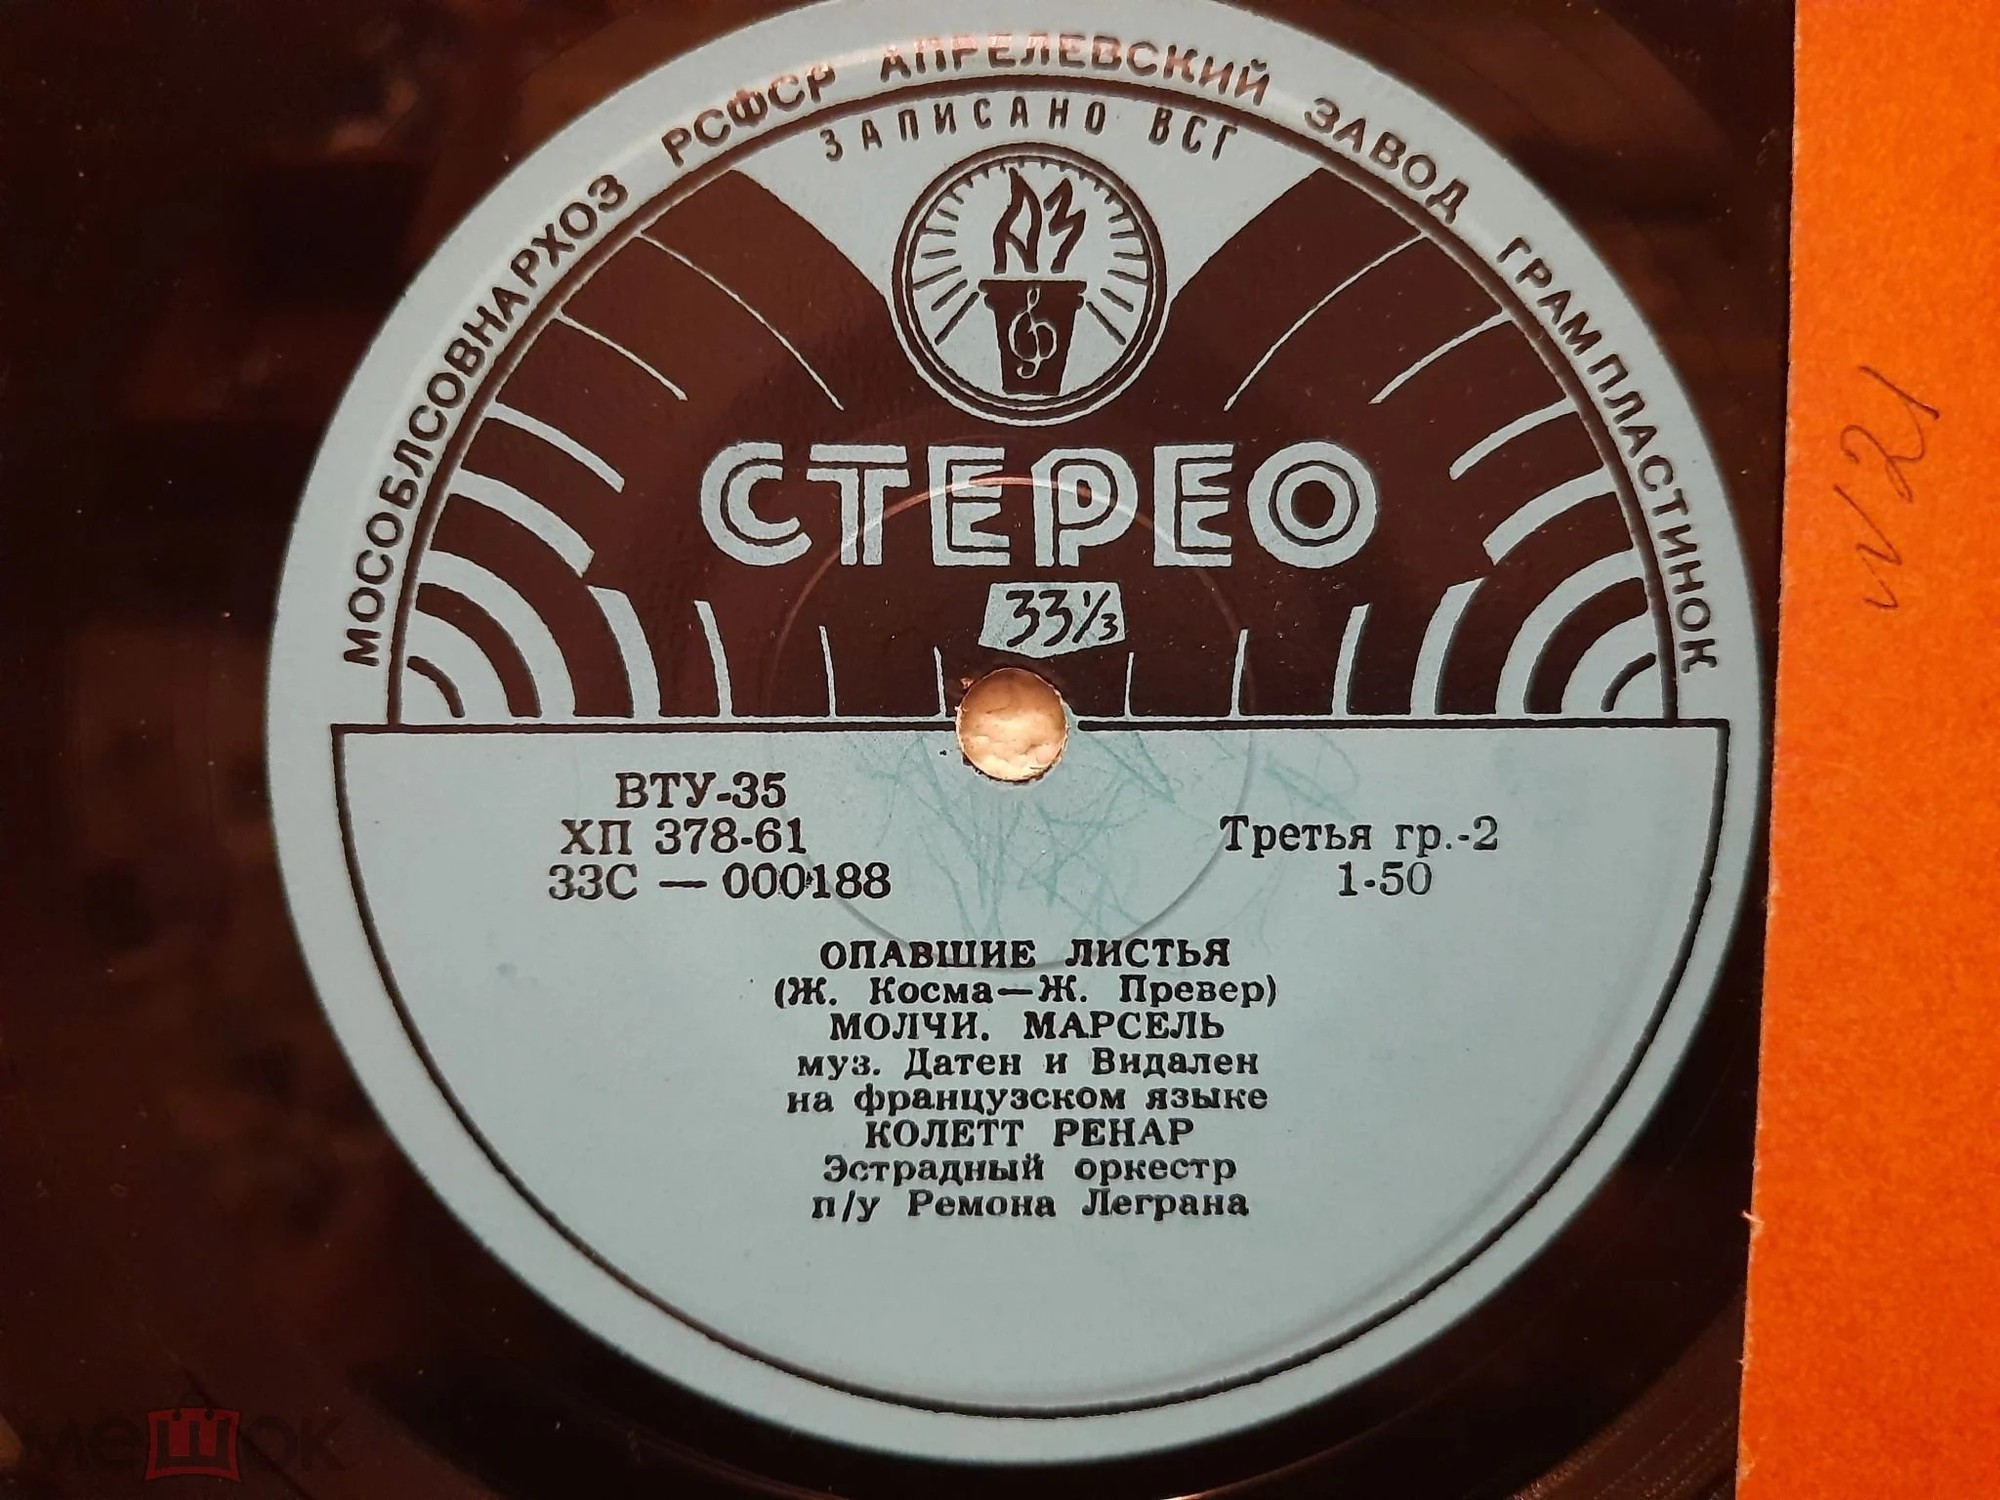 МОСОБЛСОВНАРХОЗ РСФСР АПРЕЛЕВСКИЙ ЗАВОД ГРАМПЛАСТИНОК
ЗАПИСАНО ВСГ
АЗ
СТЕРЕО
33⅓
ВТУ-35
ХП 378-61
33С — 000188
Третья гр.-2
1-50
ОПАВШИЕ ЛИСТЬЯ
(Ж. Косма—Ж. Превер)
МОЛЧИ. МАРСЕЛЬ
муз. Датен и Видален
на французском языке
КОЛЕТТ РЕНАР
Эстрадный оркестр
п/у Ремона Леграна
N 21
мешок